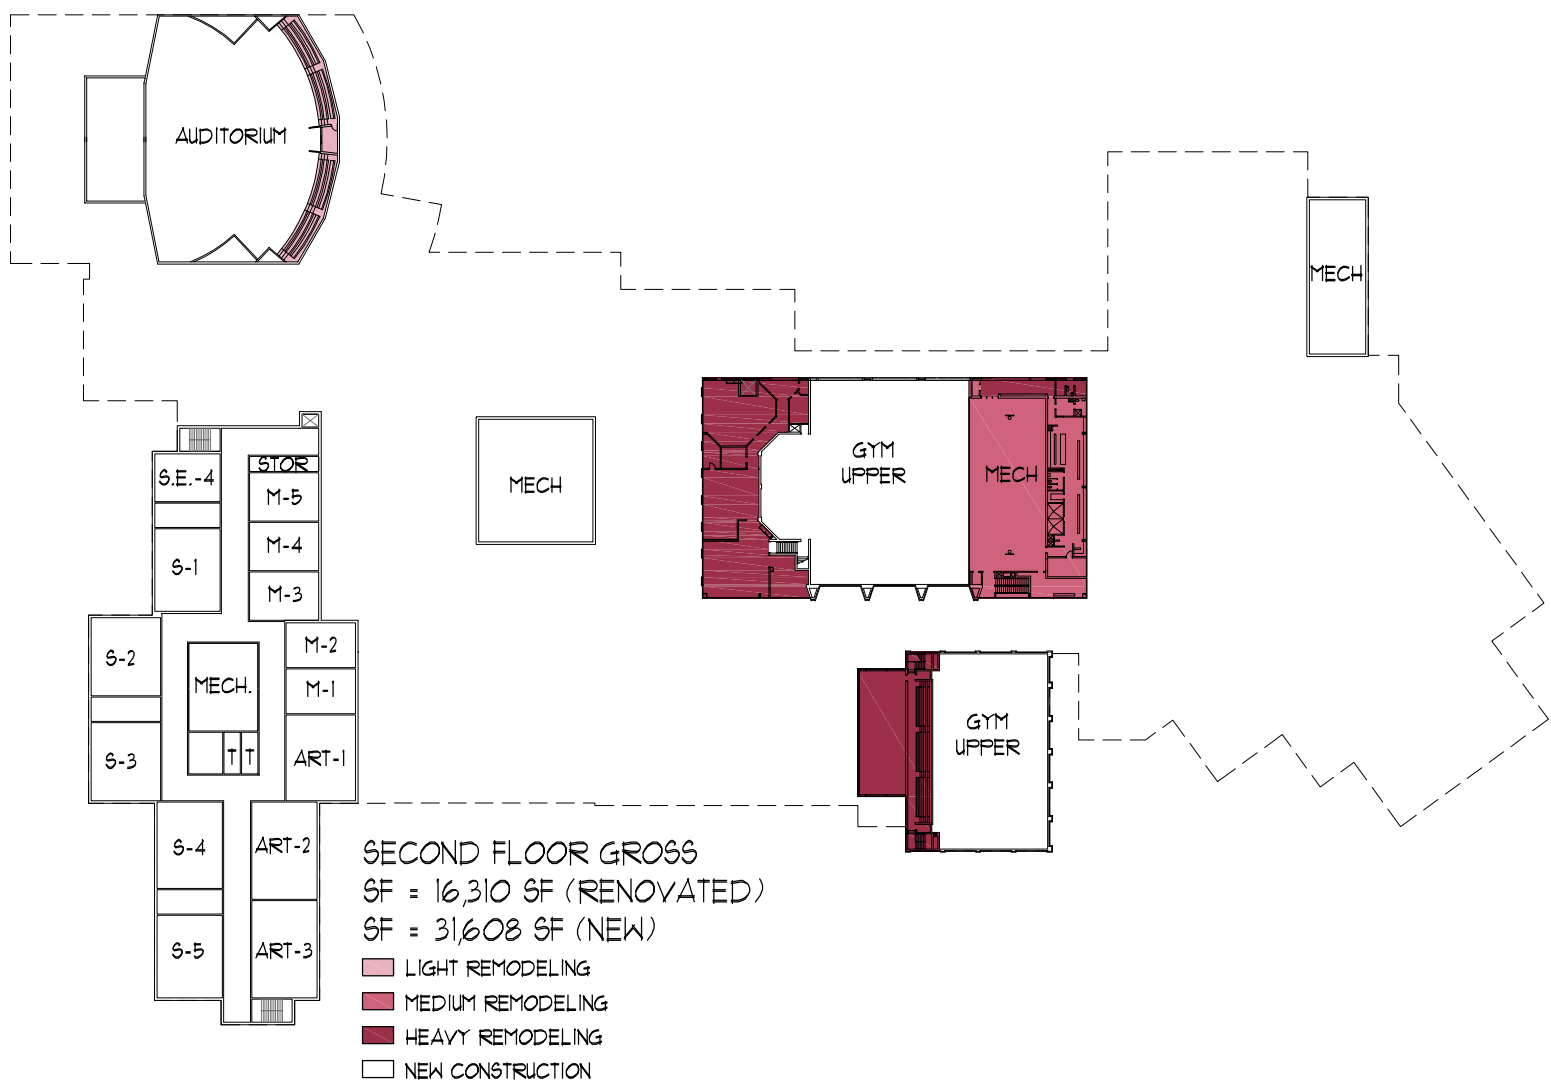 AUDITORIUM
MECH
GYM
UPPER
MECH
MECH
STOR
S.E.-4
M-5
M-4
S-1
M-3
S-2
M-2
MECH.
M-1
S-3
T
T
ART-1
GYM
UPPER
S-4
ART-2
S-5
ART-3
SECOND FLOOR GROSS
SF = 16,310 SF (RENOVATED)
SF = 31,608 SF (NEW)
LIGHT REMODELING
MEDIUM REMODELING
HEAVY REMODELING
NEW CONSTRUCTION